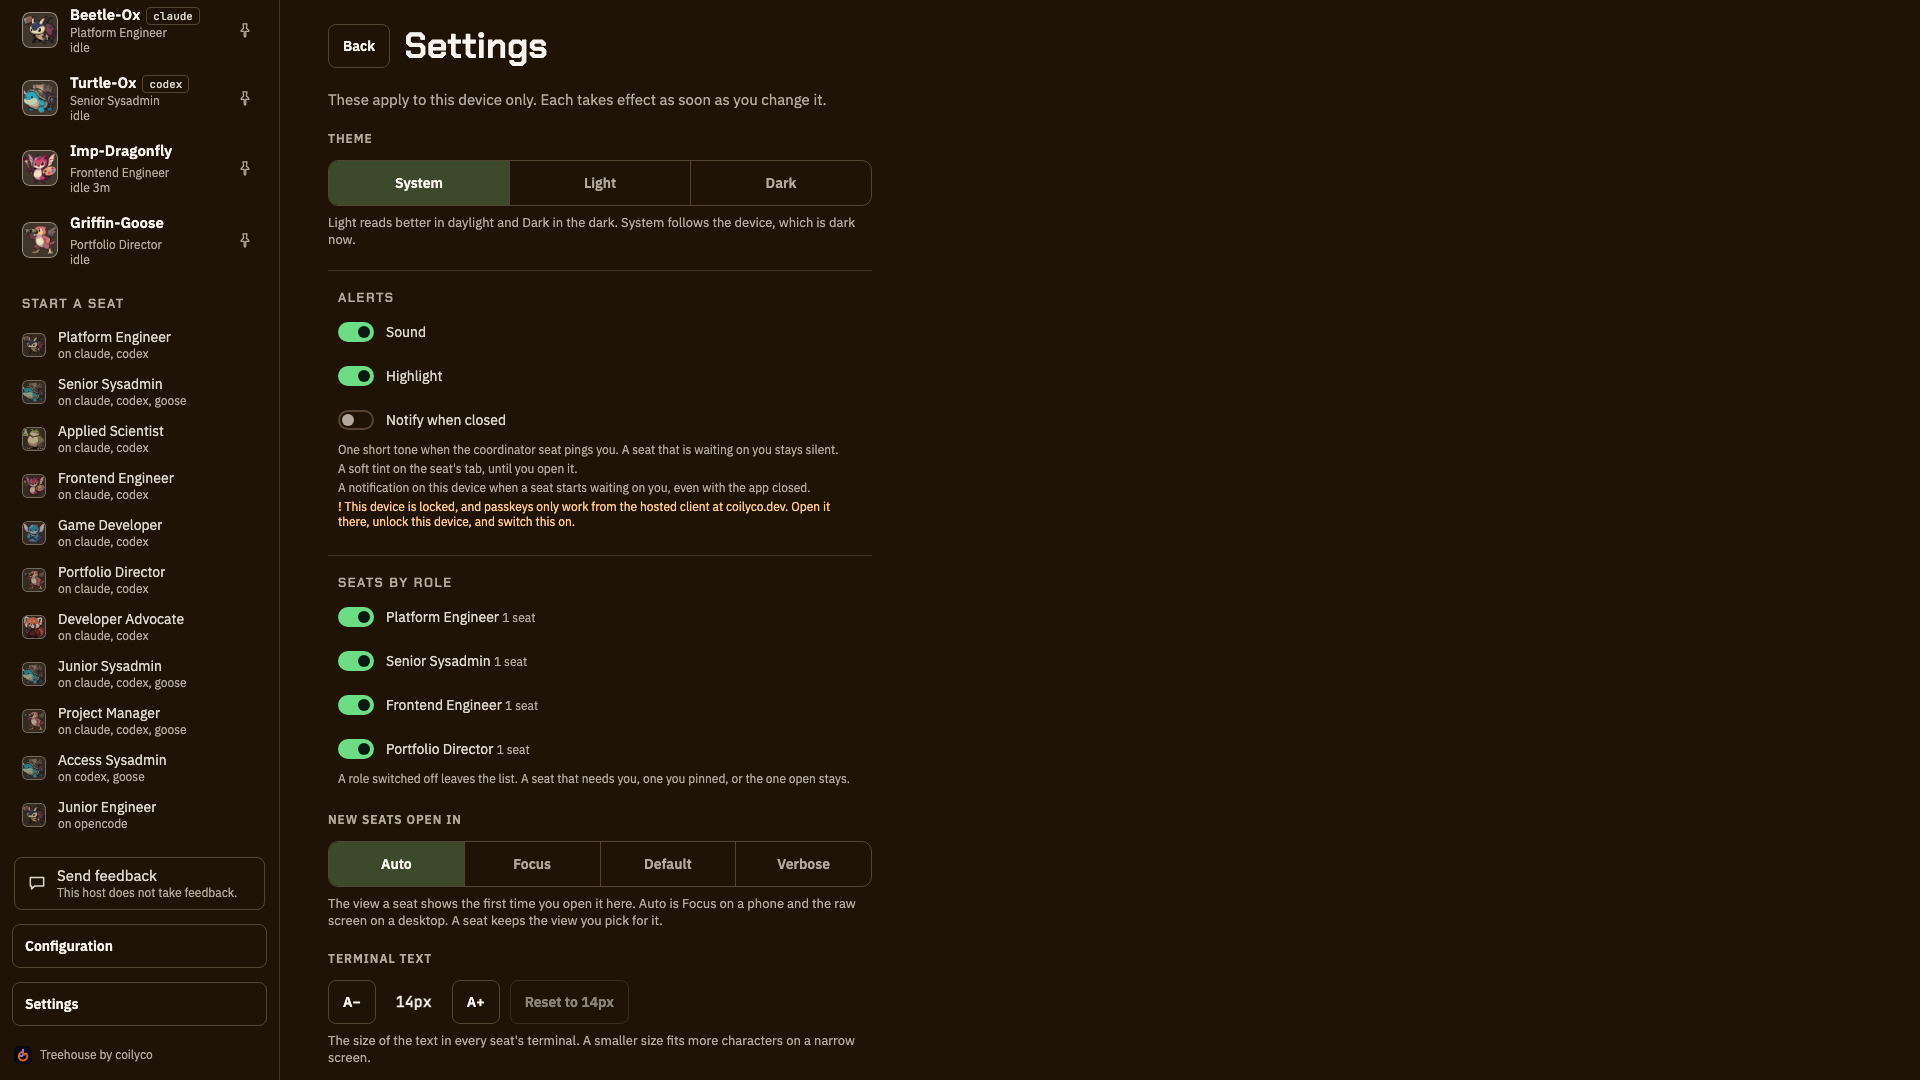 Beetle-Ox claude
Platform Engineer
idle
Turtle-Ox codex
Senior Sysadmin
idle
Imp-Dragonfly
Frontend Engineer
idle 3m
Griffin-Goose
Portfolio Director
idle
START A SEAT
Platform Engineer
on claude, codex
Senior Sysadmin
on claude, codex, goose
Applied Scientist
on claude, codex
Frontend Engineer
on claude, codex
Game Developer
on claude, codex
Portfolio Director
on claude, codex
Developer Advocate
on claude, codex
Junior Sysadmin
on claude, codex, goose
Project Manager
on claude, codex, goose
Access Sysadmin
on codex, goose
Junior Engineer
on opencode
Send feedback
This host does not take feedback.
Configuration
Settings
Treehouse by coilyco
Back Settings
These apply to this device only. Each takes effect as soon as you change it.
THEME
System Light Dark
Light reads better in daylight and Dark in the dark. System follows the device, which is dark
now.
ALERTS
Sound
Highlight
Notify when closed
One short tone when the coordinator seat pings you. A seat that is waiting on you stays silent.
A soft tint on the seat's tab, until you open it.
A notification on this device when a seat starts waiting on you, even with the app closed.
! This device is locked, and passkeys only work from the hosted client at coilyco.dev. Open it
there, unlock this device, and switch this on.
SEATS BY ROLE
Platform Engineer 1 seat
Senior Sysadmin 1 seat
Frontend Engineer 1 seat
Portfolio Director 1 seat
A role switched off leaves the list. A seat that needs you, one you pinned, or the one open stays.
NEW SEATS OPEN IN
Auto Focus Default Verbose
The view a seat shows the first time you open it here. Auto is Focus on a phone and the raw
screen on a desktop. A seat keeps the view you pick for it.
TERMINAL TEXT
A− 14px A+ Reset to 14px
The size of the text in every seat's terminal. A smaller size fits more characters on a narrow
screen.